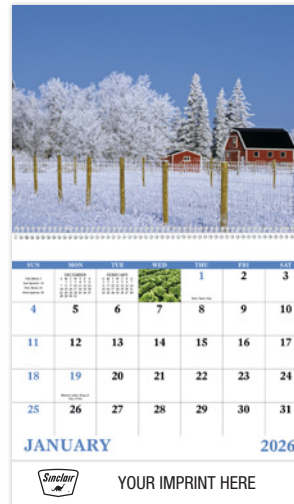 SUN MON TUE WED THU FRI SAT
DECEMBER FEBRUARY 1 2 3
4 5 6 7 8 9 10
11 12 13 14 15 16 17
18 19 20 21 22 23 24
25 26 27 28 29 30 31
JANUARY 2026
Sinclair YOUR IMPRINT HERE